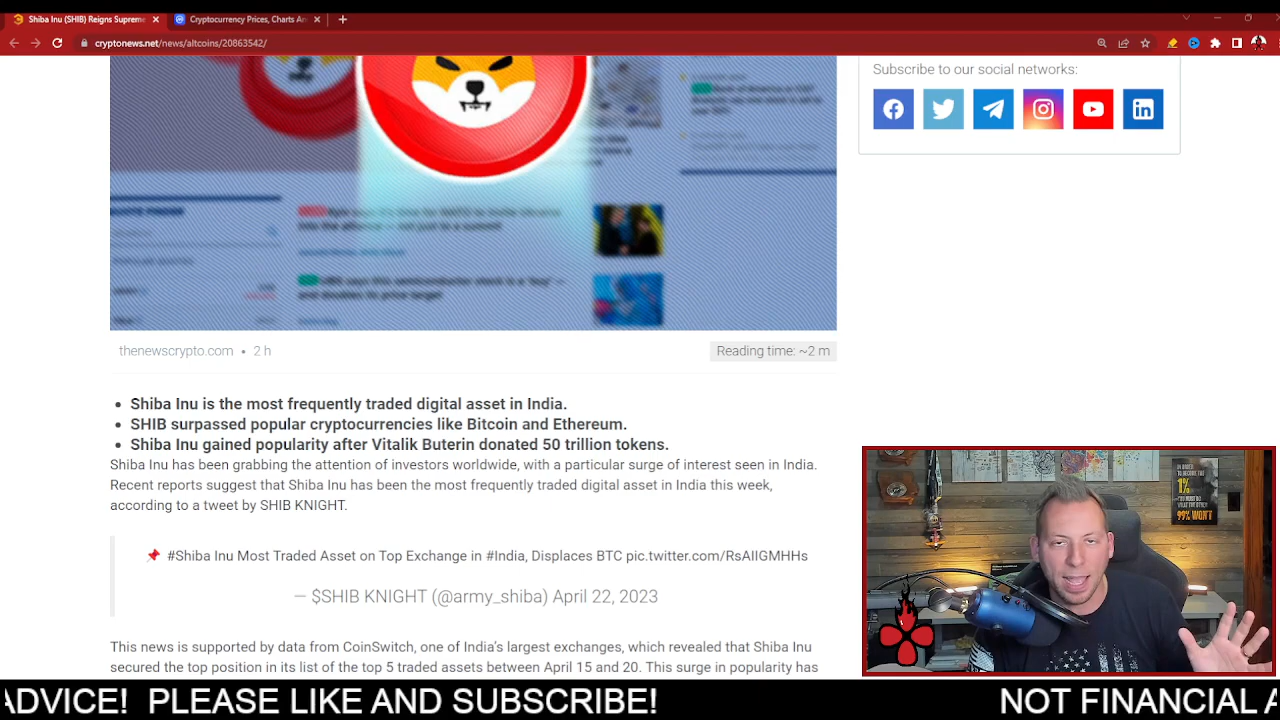 Shiba Inu (SHIB) Reigns Supreme
Cryptocurrency Prices, Charts An
cryptonews.net/news/altcoins/20863542/
Subscribe to our social networks:
thenewscrypto.com • 2 h
Reading time: ~2 m
• Shiba Inu is the most frequently traded digital asset in India.
• SHIB surpassed popular cryptocurrencies like Bitcoin and Ethereum.
• Shiba Inu gained popularity after Vitalik Buterin donated 50 trillion tokens.
Shiba Inu has been grabbing the attention of investors worldwide, with a particular surge of interest seen in India.
Recent reports suggest that Shiba Inu has been the most frequently traded digital asset in India this week,
according to a tweet by SHIB KNIGHT.
📌 #Shiba Inu Most Traded Asset on Top Exchange in #India, Displaces BTC pic.twitter.com/RsAIIGMHHs
— $SHIB KNIGHT (@army_shiba) April 22, 2023
This news is supported by data from CoinSwitch, one of India's largest exchanges, which revealed that Shiba Inu
secured the top position in its list of the top 5 traded assets between April 15 and 20. This surge in popularity has
1%
99% WON'T
ADVICE! PLEASE LIKE AND SUBSCRIBE!
NOT FINANCIAL A